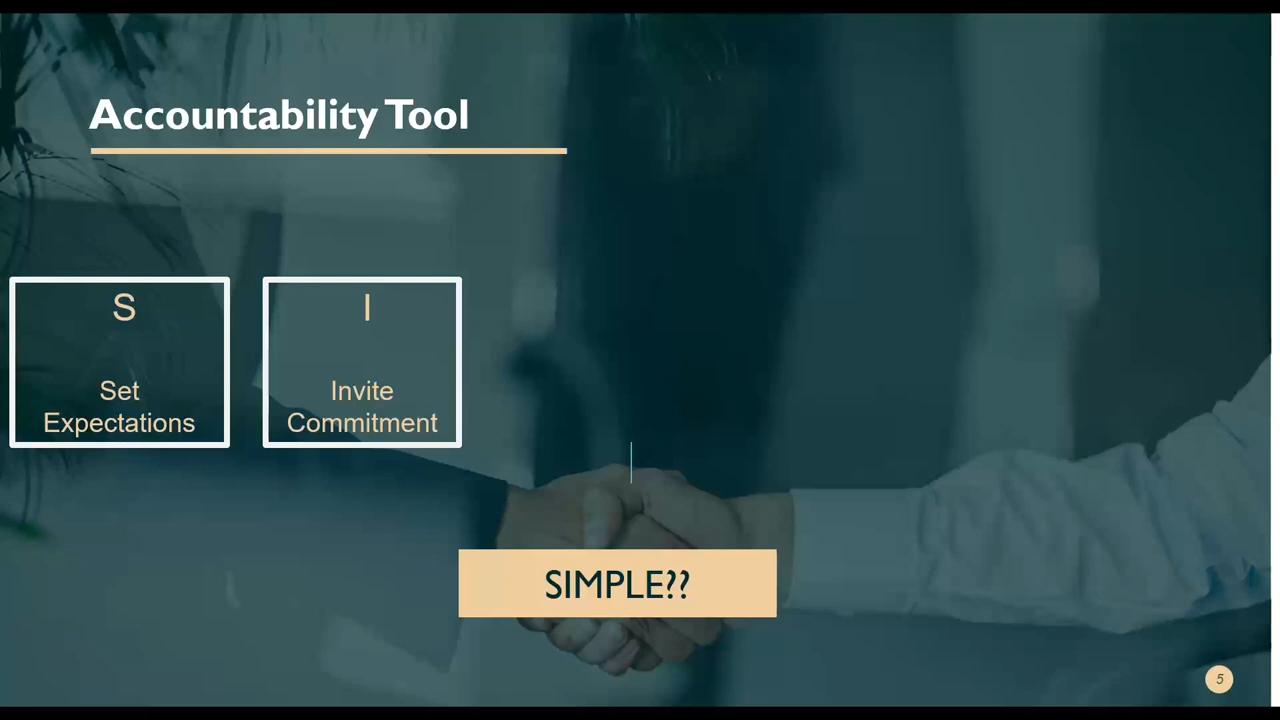 Accountability Tool
S
Set
Expectations
I
Invite
Commitment
SIMPLE??
5